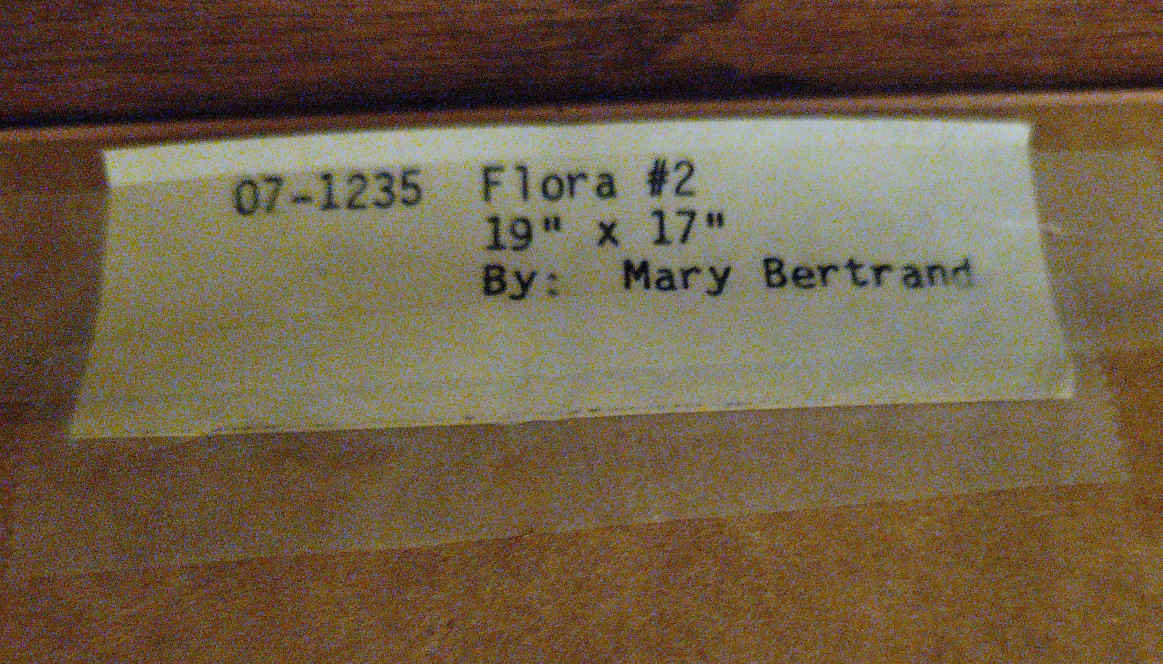 07-1235 Flora #2
19" x 17"
By: Mary Bertrand